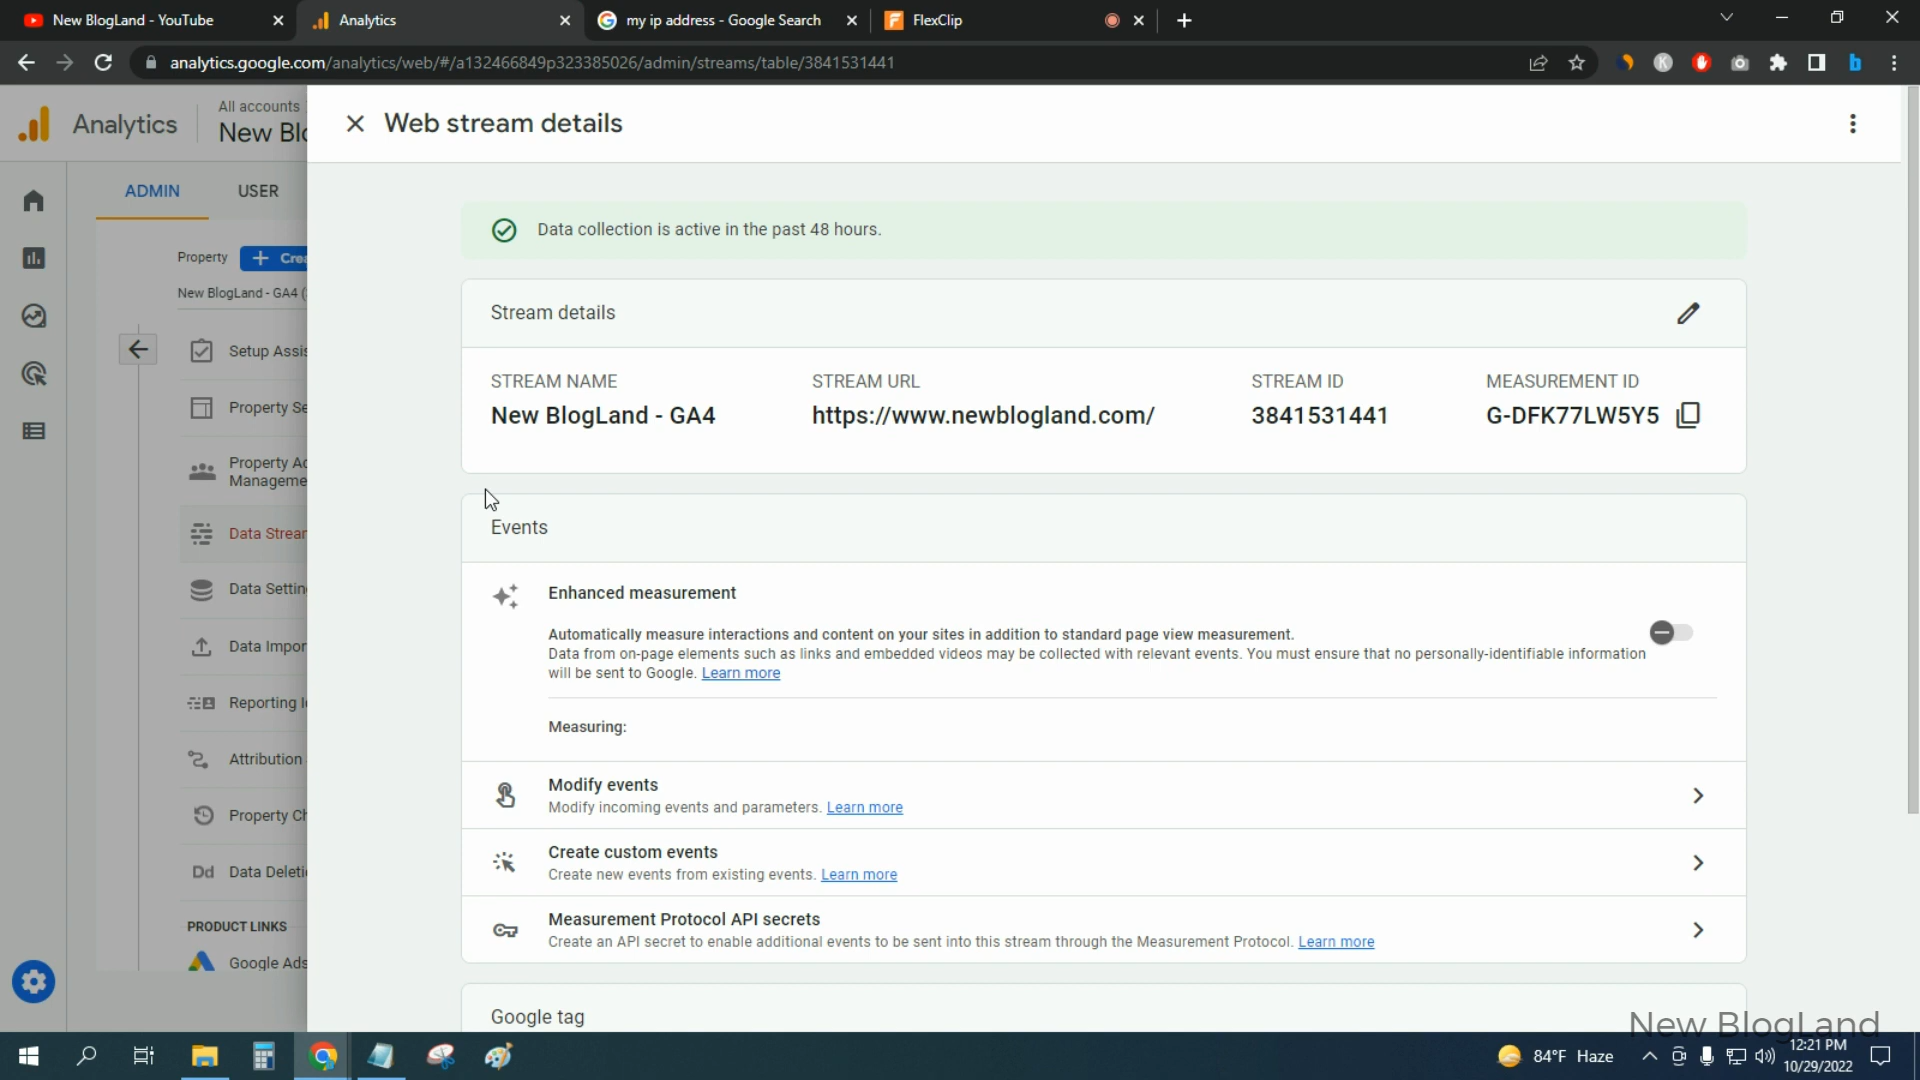 New BlogLand - YouTube
Analytics
my ip address - Google Search
FlexClip
analytics.google.com/analytics/web/#/a132466849p323385026/admin/streams/table/3841531441
Analytics
All accounts
New Blo
Web stream details
ADMIN
USER
Property
Crea
New BlogLand - GA4 (
Setup Assis
Property Se
Property Ac
Manageme
Data Strear
Data Settin
Data Impor
Reporting I
Attribution
Property Ch
Dd
Data Deleti
PRODUCT LINKS
Google Ads
Data collection is active in the past 48 hours.
Stream details
STREAM NAME
STREAM URL
STREAM ID
MEASUREMENT ID
New BlogLand - GA4
https://www.newblogland.com/
3841531441
G-DFK77LW5Y5
Events
Enhanced measurement
Automatically measure interactions and content on your sites in addition to standard page view measurement.
Data from on-page elements such as links and embedded videos may be collected with relevant events. You must ensure that no personally-identifiable information
will be sent to Google. Learn more
Measuring:
Modify events
Modify incoming events and parameters. Learn more
Create custom events
Create new events from existing events. Learn more
Measurement Protocol API secrets
Create an API secret to enable additional events to be sent into this stream through the Measurement Protocol. Learn more
Google tag
New BlogLand
84°F Haze
12:21 PM
10/29/2022